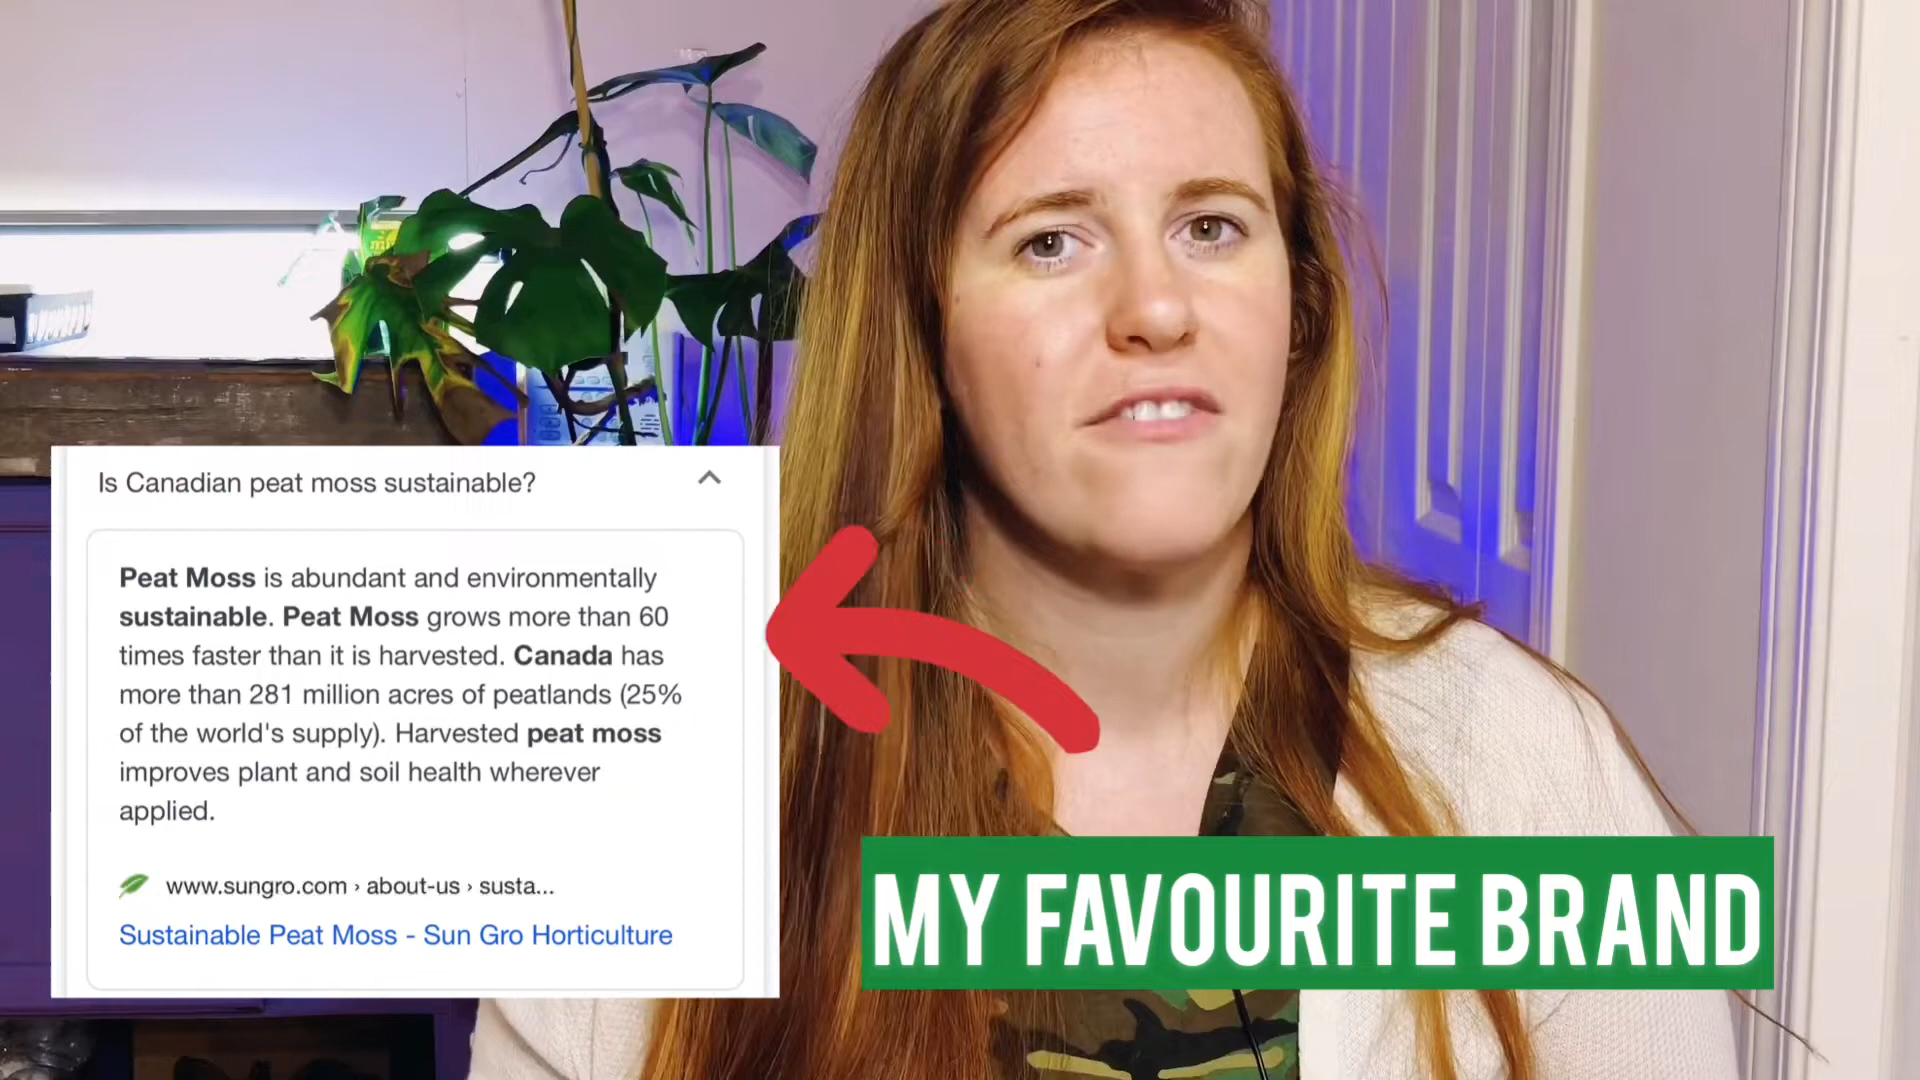 Is Canadian peat moss sustainable?
Peat Moss is abundant and environmentally
sustainable. Peat Moss grows more than 60
times faster than it is harvested. Canada has
more than 281 million acres of peatlands (25%
of the world's supply). Harvested peat moss
improves plant and soil health wherever
applied.
www.sungro.com › about-us › susta...
Sustainable Peat Moss - Sun Gro Horticulture
MY FAVOURITE BRAND